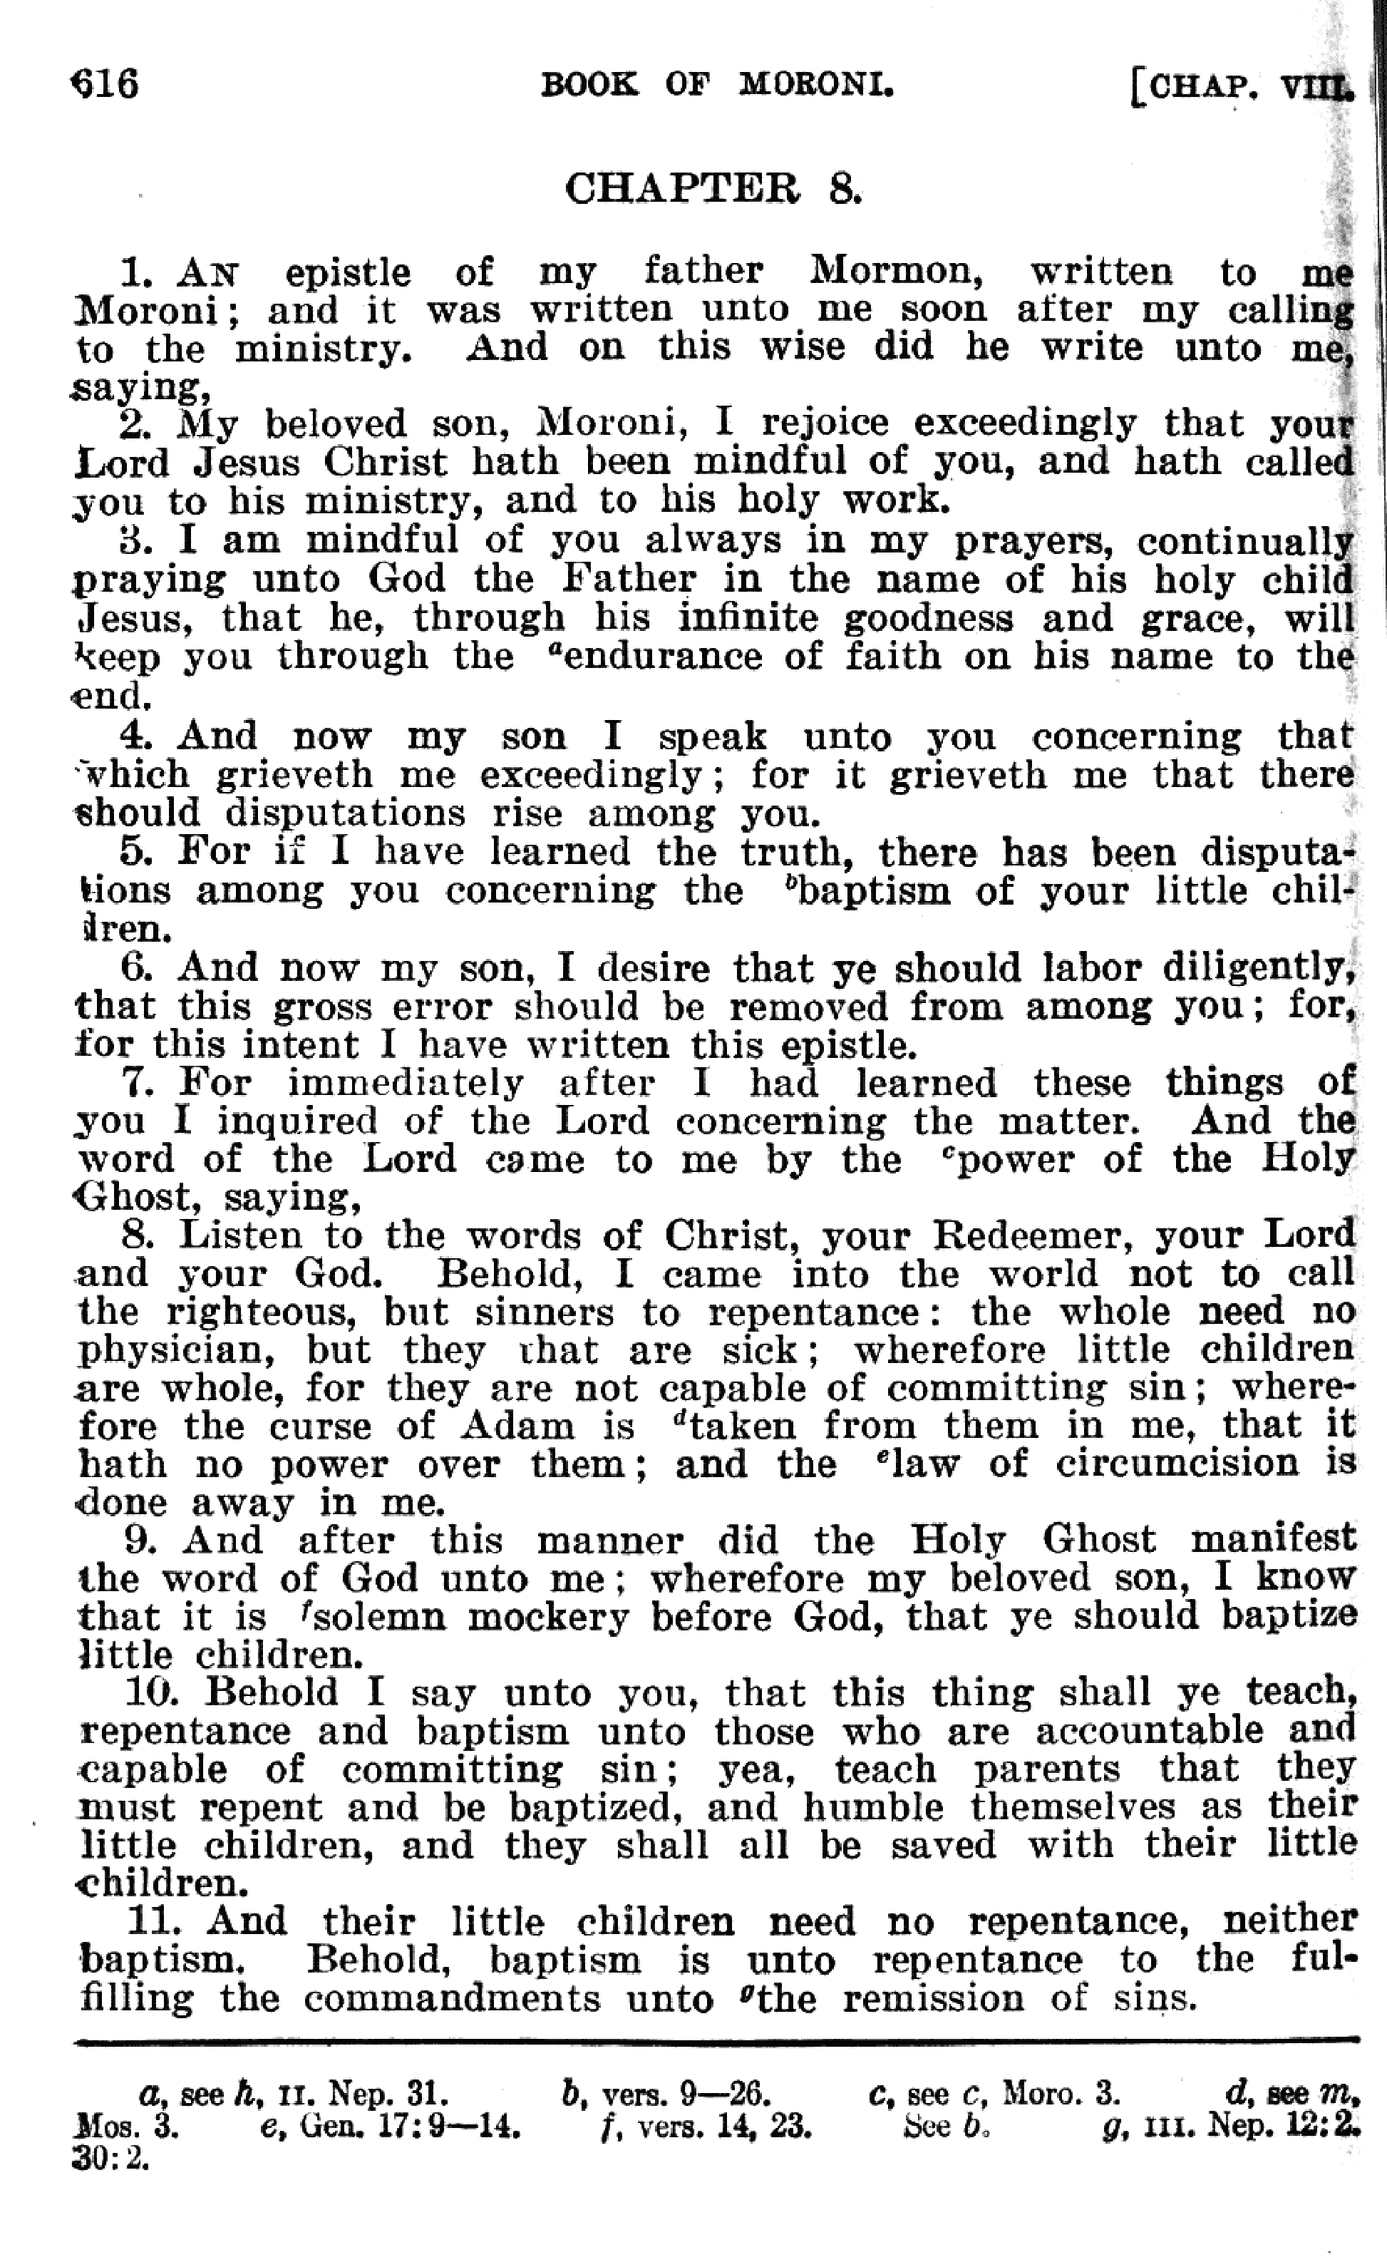 616 BOOK OF MORONI. [CHAP. VIII.
CHAPTER 8.
1. AN epistle of my father Mormon, written to me
Moroni; and it was written unto me soon after my calling
to the ministry. And on this wise did he write unto me,
saying,
2. My beloved son, Moroni, I rejoice exceedingly that your
Lord Jesus Christ hath been mindful of you, and hath called
you to his ministry, and to his holy work.
3. I am mindful of you always in my prayers, continually
praying unto God the Father in the name of his holy child
Jesus, that he, through his infinite goodness and grace, will
keep you through the ᵃendurance of faith on his name to the
end.
4. And now my son I speak unto you concerning that
which grieveth me exceedingly; for it grieveth me that there
should disputations rise among you.
5. For if I have learned the truth, there has been disputa-
tions among you concerning the ᵇbaptism of your little chil-
dren.
6. And now my son, I desire that ye should labor diligently,
that this gross error should be removed from among you; for,
for this intent I have written this epistle.
7. For immediately after I had learned these things of
you I inquired of the Lord concerning the matter. And the
word of the Lord came to me by the ᶜpower of the Holy
Ghost, saying,
8. Listen to the words of Christ, your Redeemer, your Lord
and your God. Behold, I came into the world not to call
the righteous, but sinners to repentance: the whole need no
physician, but they that are sick; wherefore little children
are whole, for they are not capable of committing sin; where-
fore the curse of Adam is ᵈtaken from them in me, that it
hath no power over them; and the ᵉlaw of circumcision is
done away in me.
9. And after this manner did the Holy Ghost manifest
the word of God unto me; wherefore my beloved son, I know
that it is ᶠsolemn mockery before God, that ye should baptize
little children.
10. Behold I say unto you, that this thing shall ye teach,
repentance and baptism unto those who are accountable and
capable of committing sin; yea, teach parents that they
must repent and be baptized, and humble themselves as their
little children, and they shall all be saved with their little
children.
11. And their little children need no repentance, neither
baptism. Behold, baptism is unto repentance to the ful-
filling the commandments unto ᵍthe remission of sins.
a, see h, II. Nep. 31. b, vers. 9—26. c, see c, Moro. 3. d, see m,
Mos. 3. e, Gen. 17:9—14. f, vers. 14, 23. See b. g, III. Nep. 12:2.
30:2.